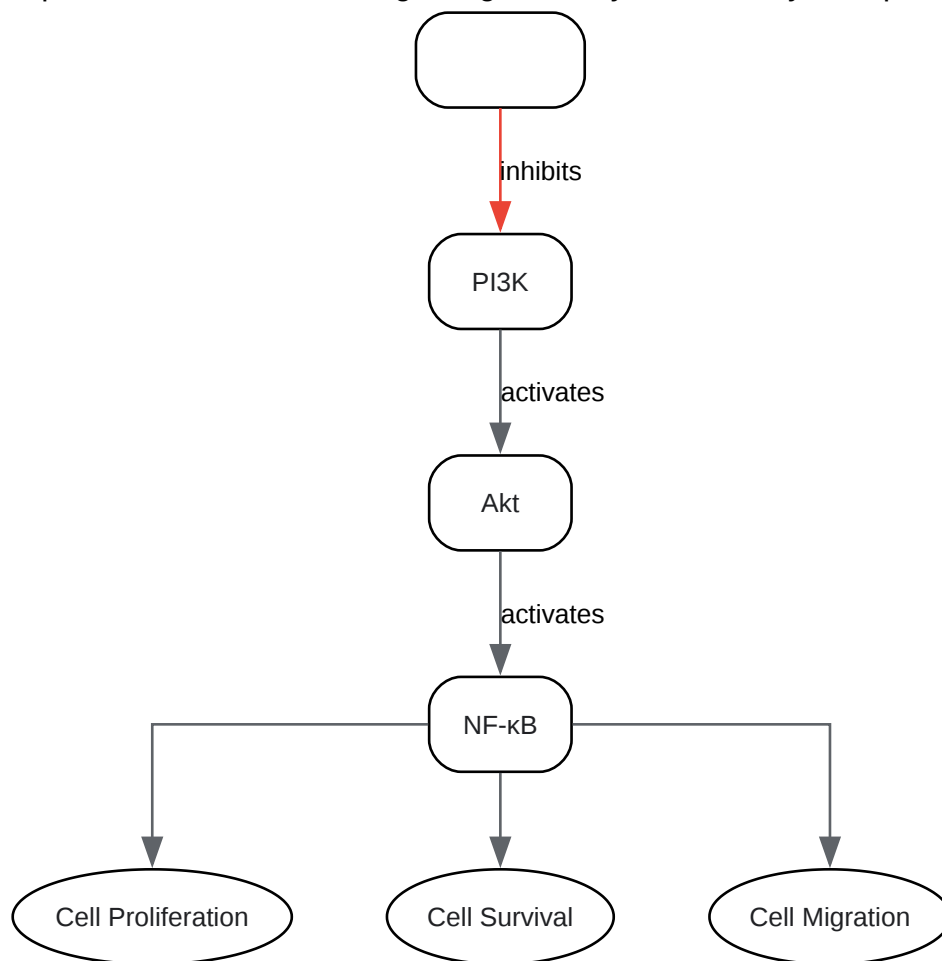 inhibits
PI3K
activates
Akt
activates
NF-κB
Cell Proliferation
Cell Survival
Cell Migration